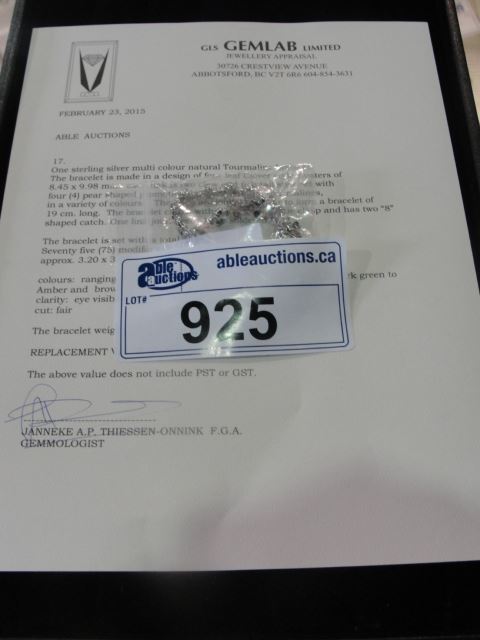 GLS GEMLAB LIMITED
JEWELLERY APPRAISAL
30726 CRESTVIEW AVENUE
ABBOTSFORD, BC V2T 6R6 604-854-3631
FEBRUARY 23, 2015
ABLE AUCTIONS
17.
One sterling silver multi colour natural
The bracelet is made in a design of
8.45 x 9.98 with
four (4) pear shaped
in a variety of colours a bracelet of
19 cm. long. The and has two "8"
shaped catch. One
The bracelet is set with a total
Seventy five (75)
approx. 3.20 x 3
colours: ranging green to
Amber and
clarity: eye
cut: fair
The bracelet
REPLACEMENT
The above value does not include PST or GST.
JANNEKE A.P. THIESSEN-ONNINK F.G.A.
GEMMOLOGIST
able auctions
ableauctions.ca
LOT#
925